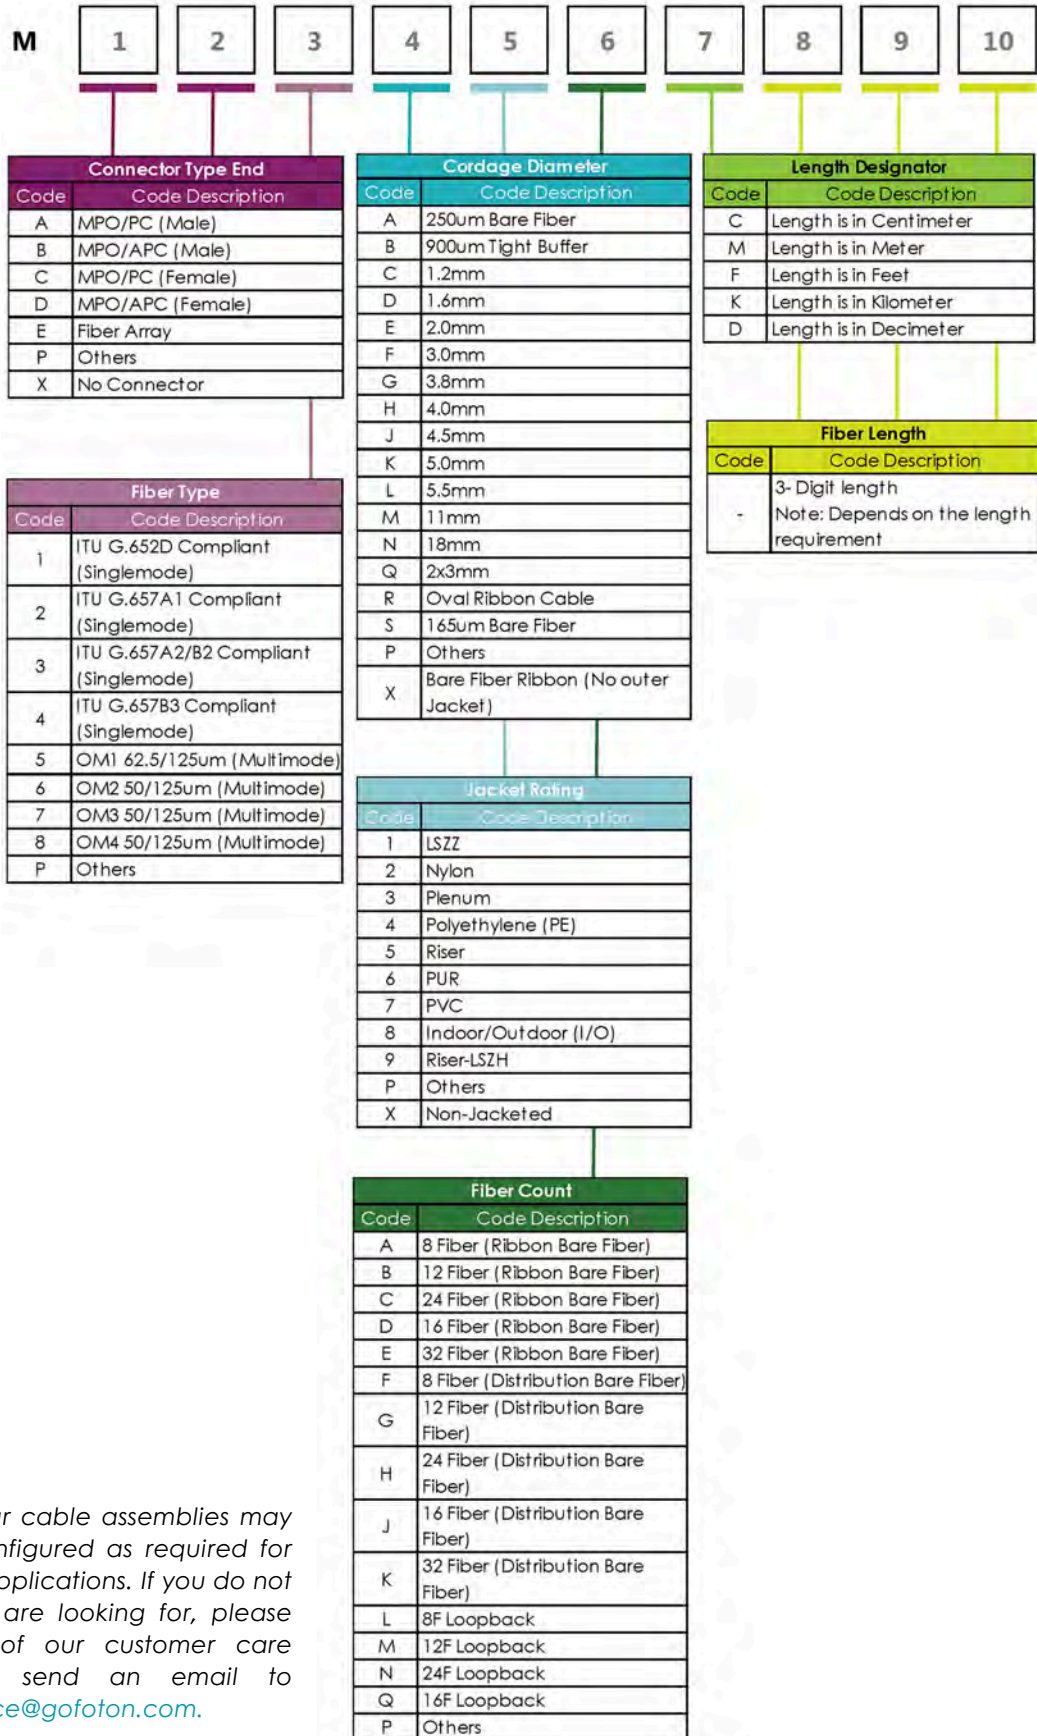 M 1 2 3 4 5 6 7 8 9 10
Connector Type End
Code Code Description
A MPO/PC (Male)
B MPO/APC (Male)
C MPO/PC (Female)
D MPO/APC (Female)
E Fiber Array
P Others
X No Connector
Fiber Type
Code Code Description
1 ITU G.652D Compliant
(Singlemode)
2 ITU G.657A1 Compliant
(Singlemode)
3 ITU G.657A2/B2 Compliant
(Singlemode)
4 ITU G.657B3 Compliant
(Singlemode)
5 OM1 62.5/125um (Multimode)
6 OM2 50/125um (Multimode)
7 OM3 50/125um (Multimode)
8 OM4 50/125um (Multimode)
P Others
Cordage Diameter
Code Code Description
A 250um Bare Fiber
B 900um Tight Buffer
C 1.2mm
D 1.6mm
E 2.0mm
F 3.0mm
G 3.8mm
H 4.0mm
J 4.5mm
K 5.0mm
L 5.5mm
M 11mm
N 18mm
Q 2x3mm
R Oval Ribbon Cable
S 165um Bare Fiber
P Others
X Bare Fiber Ribbon (No outer
Jacket)
Jacket Rating
Code Code Description
1 LSZZ
2 Nylon
3 Plenum
4 Polyethylene (PE)
5 Riser
6 PUR
7 PVC
8 Indoor/Outdoor (I/O)
9 Riser-LSZH
P Others
X Non-Jacketed
Fiber Count
Code Code Description
A 8 Fiber (Ribbon Bare Fiber)
B 12 Fiber (Ribbon Bare Fiber)
C 24 Fiber (Ribbon Bare Fiber)
D 16 Fiber (Ribbon Bare Fiber)
E 32 Fiber (Ribbon Bare Fiber)
F 8 Fiber (Distribution Bare Fiber)
G 12 Fiber (Distribution Bare
Fiber)
H 24 Fiber (Distribution Bare
Fiber)
J 16 Fiber (Distribution Bare
Fiber)
K 32 Fiber (Distribution Bare
Fiber)
L 8F Loopback
M 12F Loopback
N 24F Loopback
Q 16F Loopback
P Others
Length Designator
Code Code Description
C Length is in Centimeter
M Length is in Meter
F Length is in Feet
K Length is in Kilometer
D Length is in Decimeter
Fiber Length
Code Code Description
3- Digit length
- Note: Depends on the length
requirement
cable assemblies may
required for
If you do not
are looking for, please
of our customer care
send an email to
@gofoton.com.